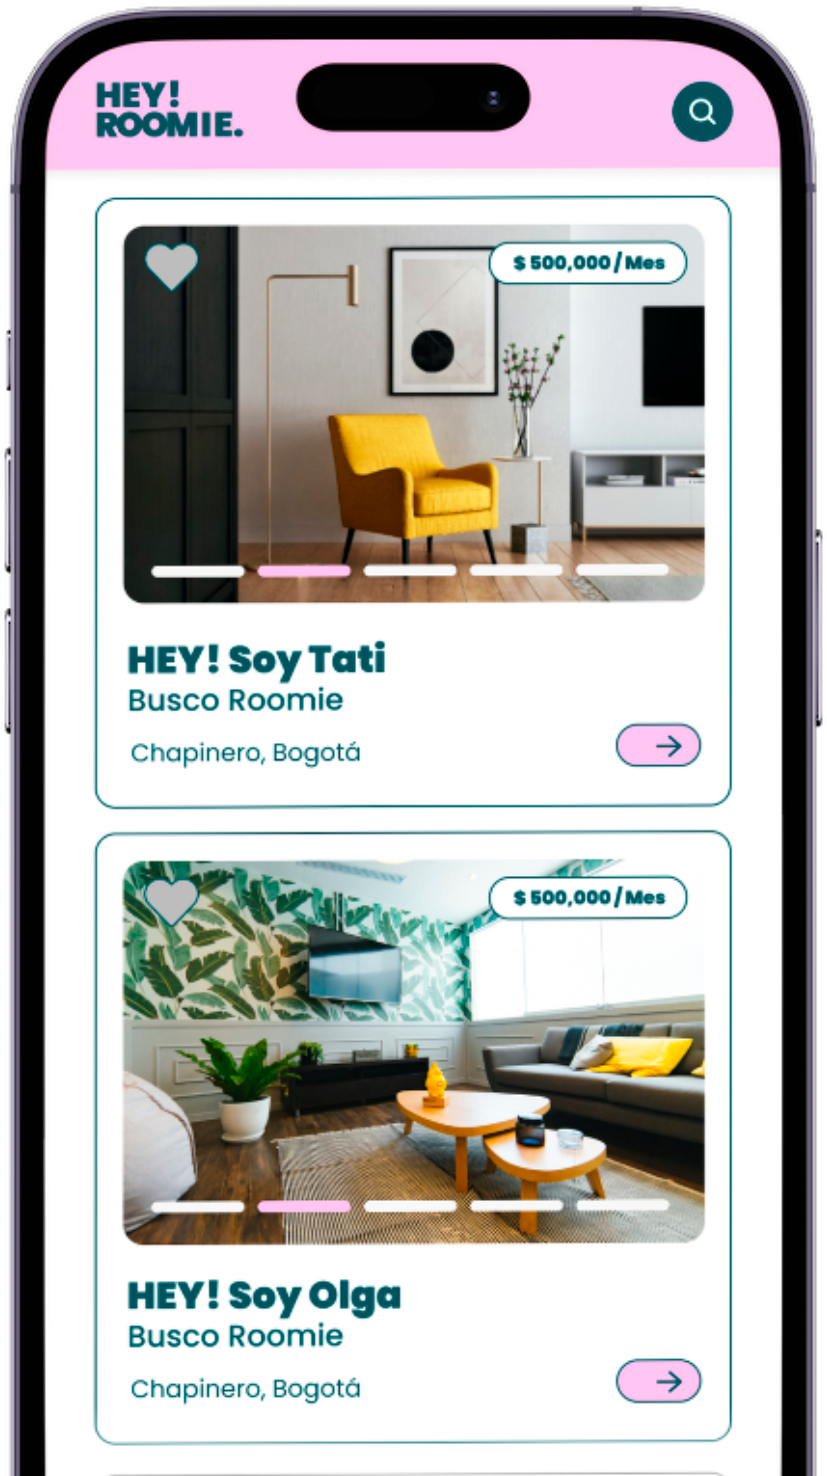 HEY!
ROOMIE.
$ 500,000 / Mes
HEY! Soy Tati
Busco Roomie
Chapinero, Bogotá
$ 500,000 / Mes
HEY! Soy Olga
Busco Roomie
Chapinero, Bogotá